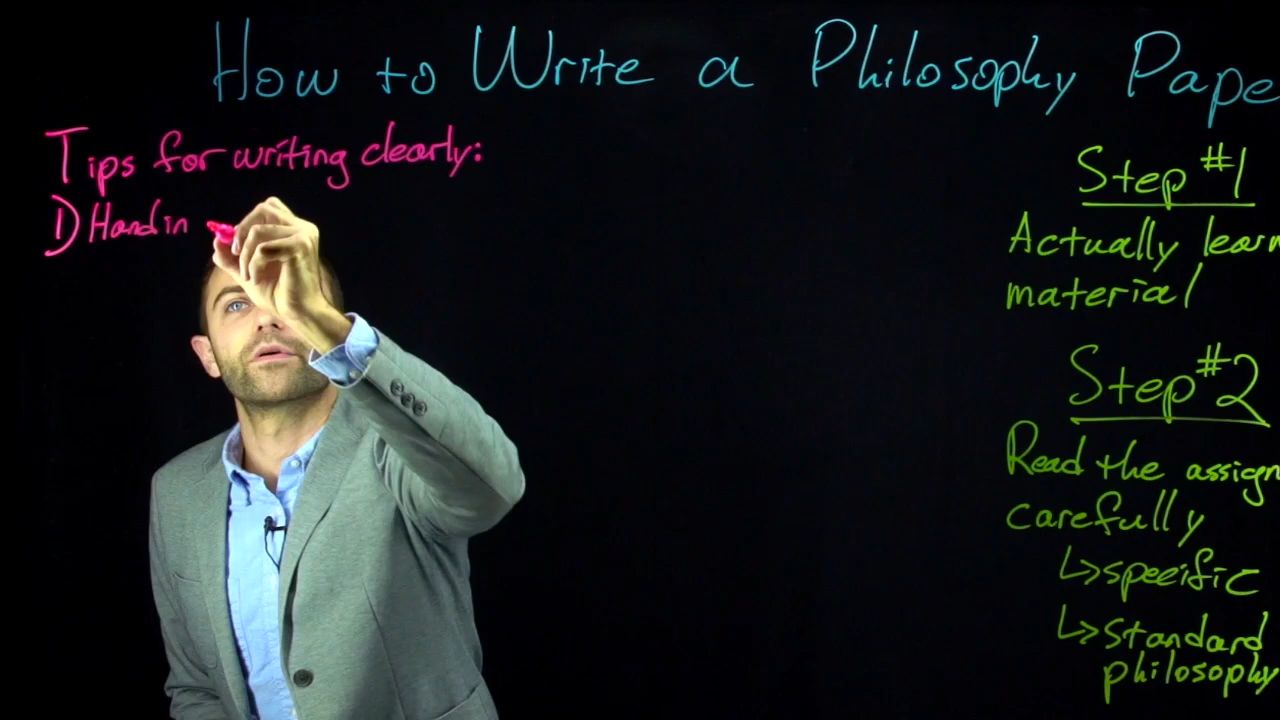 How to Write a Philosophy Pape
Tips for writing clearly:
1) Hand in
Step #1
Actually lear
material
Step #2
Read the assign
carefully
↳ specific
↳ Standard
philosophy